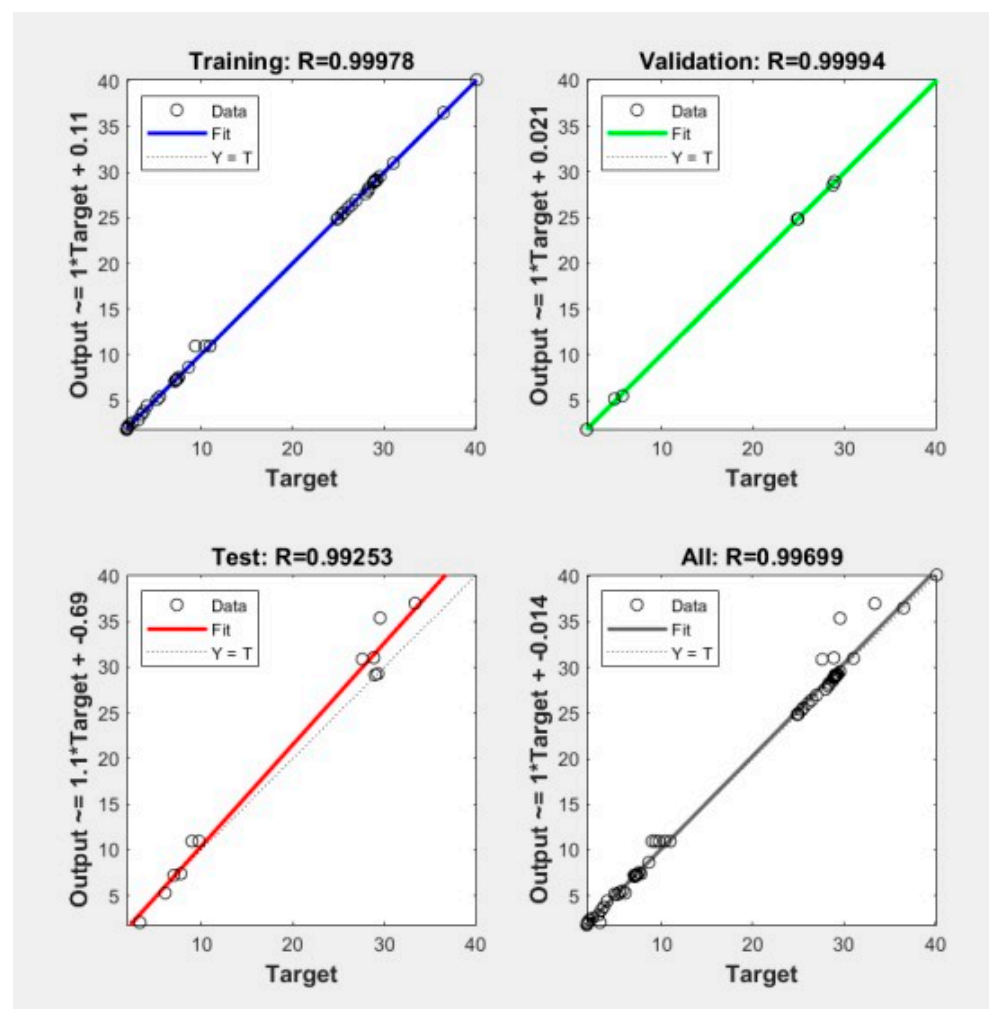 Training: R=0.99978
Output ~= 1*Target + 0.11
40
35
30
25
20
15
10
5
Data
Fit
Y = T
10
20
30
40
Target
Validation: R=0.99994
Output ~= 1*Target + 0.021
40
35
30
25
20
15
10
5
Data
Fit
Y = T
10
20
30
40
Target
Test: R=0.99253
Output ~= 1.1*Target + -0.69
40
35
30
25
20
15
10
5
Data
Fit
Y = T
10
20
30
40
Target
All: R=0.99699
Output ~= 1*Target + -0.014
40
35
30
25
20
15
10
5
Data
Fit
Y = T
10
20
30
40
Target